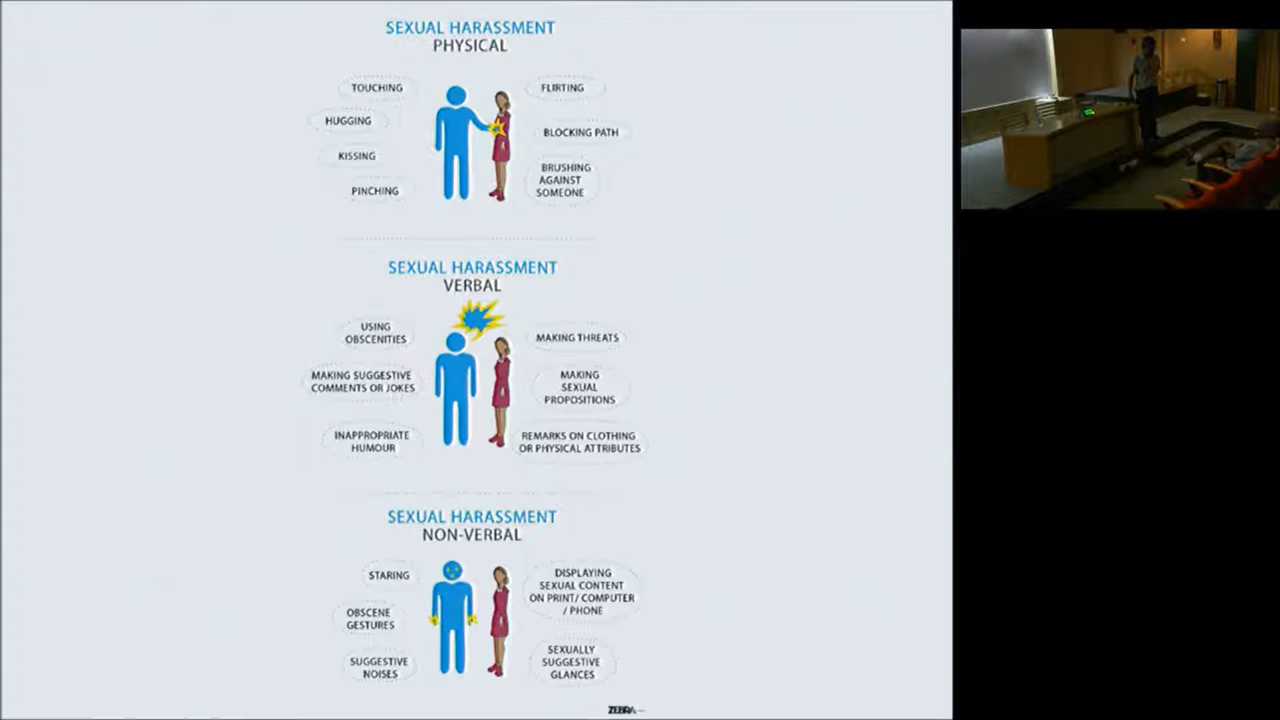 SEXUAL HARASSMENT
PHYSICAL
TOUCHING
HUGGING
KISSING
PINCHING
FLIRTING
BLOCKING PATH
BRUSHING
AGAINST
SOMEONE
SEXUAL HARASSMENT
VERBAL
USING
OBSCENITIES
MAKING SUGGESTIVE
COMMENTS OR JOKES
INAPPROPRIATE
HUMOUR
MAKING THREATS
MAKING
SEXUAL
PROPOSITIONS
REMARKS ON CLOTHING
OR PHYSICAL ATTRIBUTES
SEXUAL HARASSMENT
NON-VERBAL
STARING
OBSCENE
GESTURES
SUGGESTIVE
NOISES
DISPLAYING
SEXUAL CONTENT
ON PRINT/ COMPUTER
/ PHONE
SEXUALLY
SUGGESTIVE
GLANCES
ZEBRA